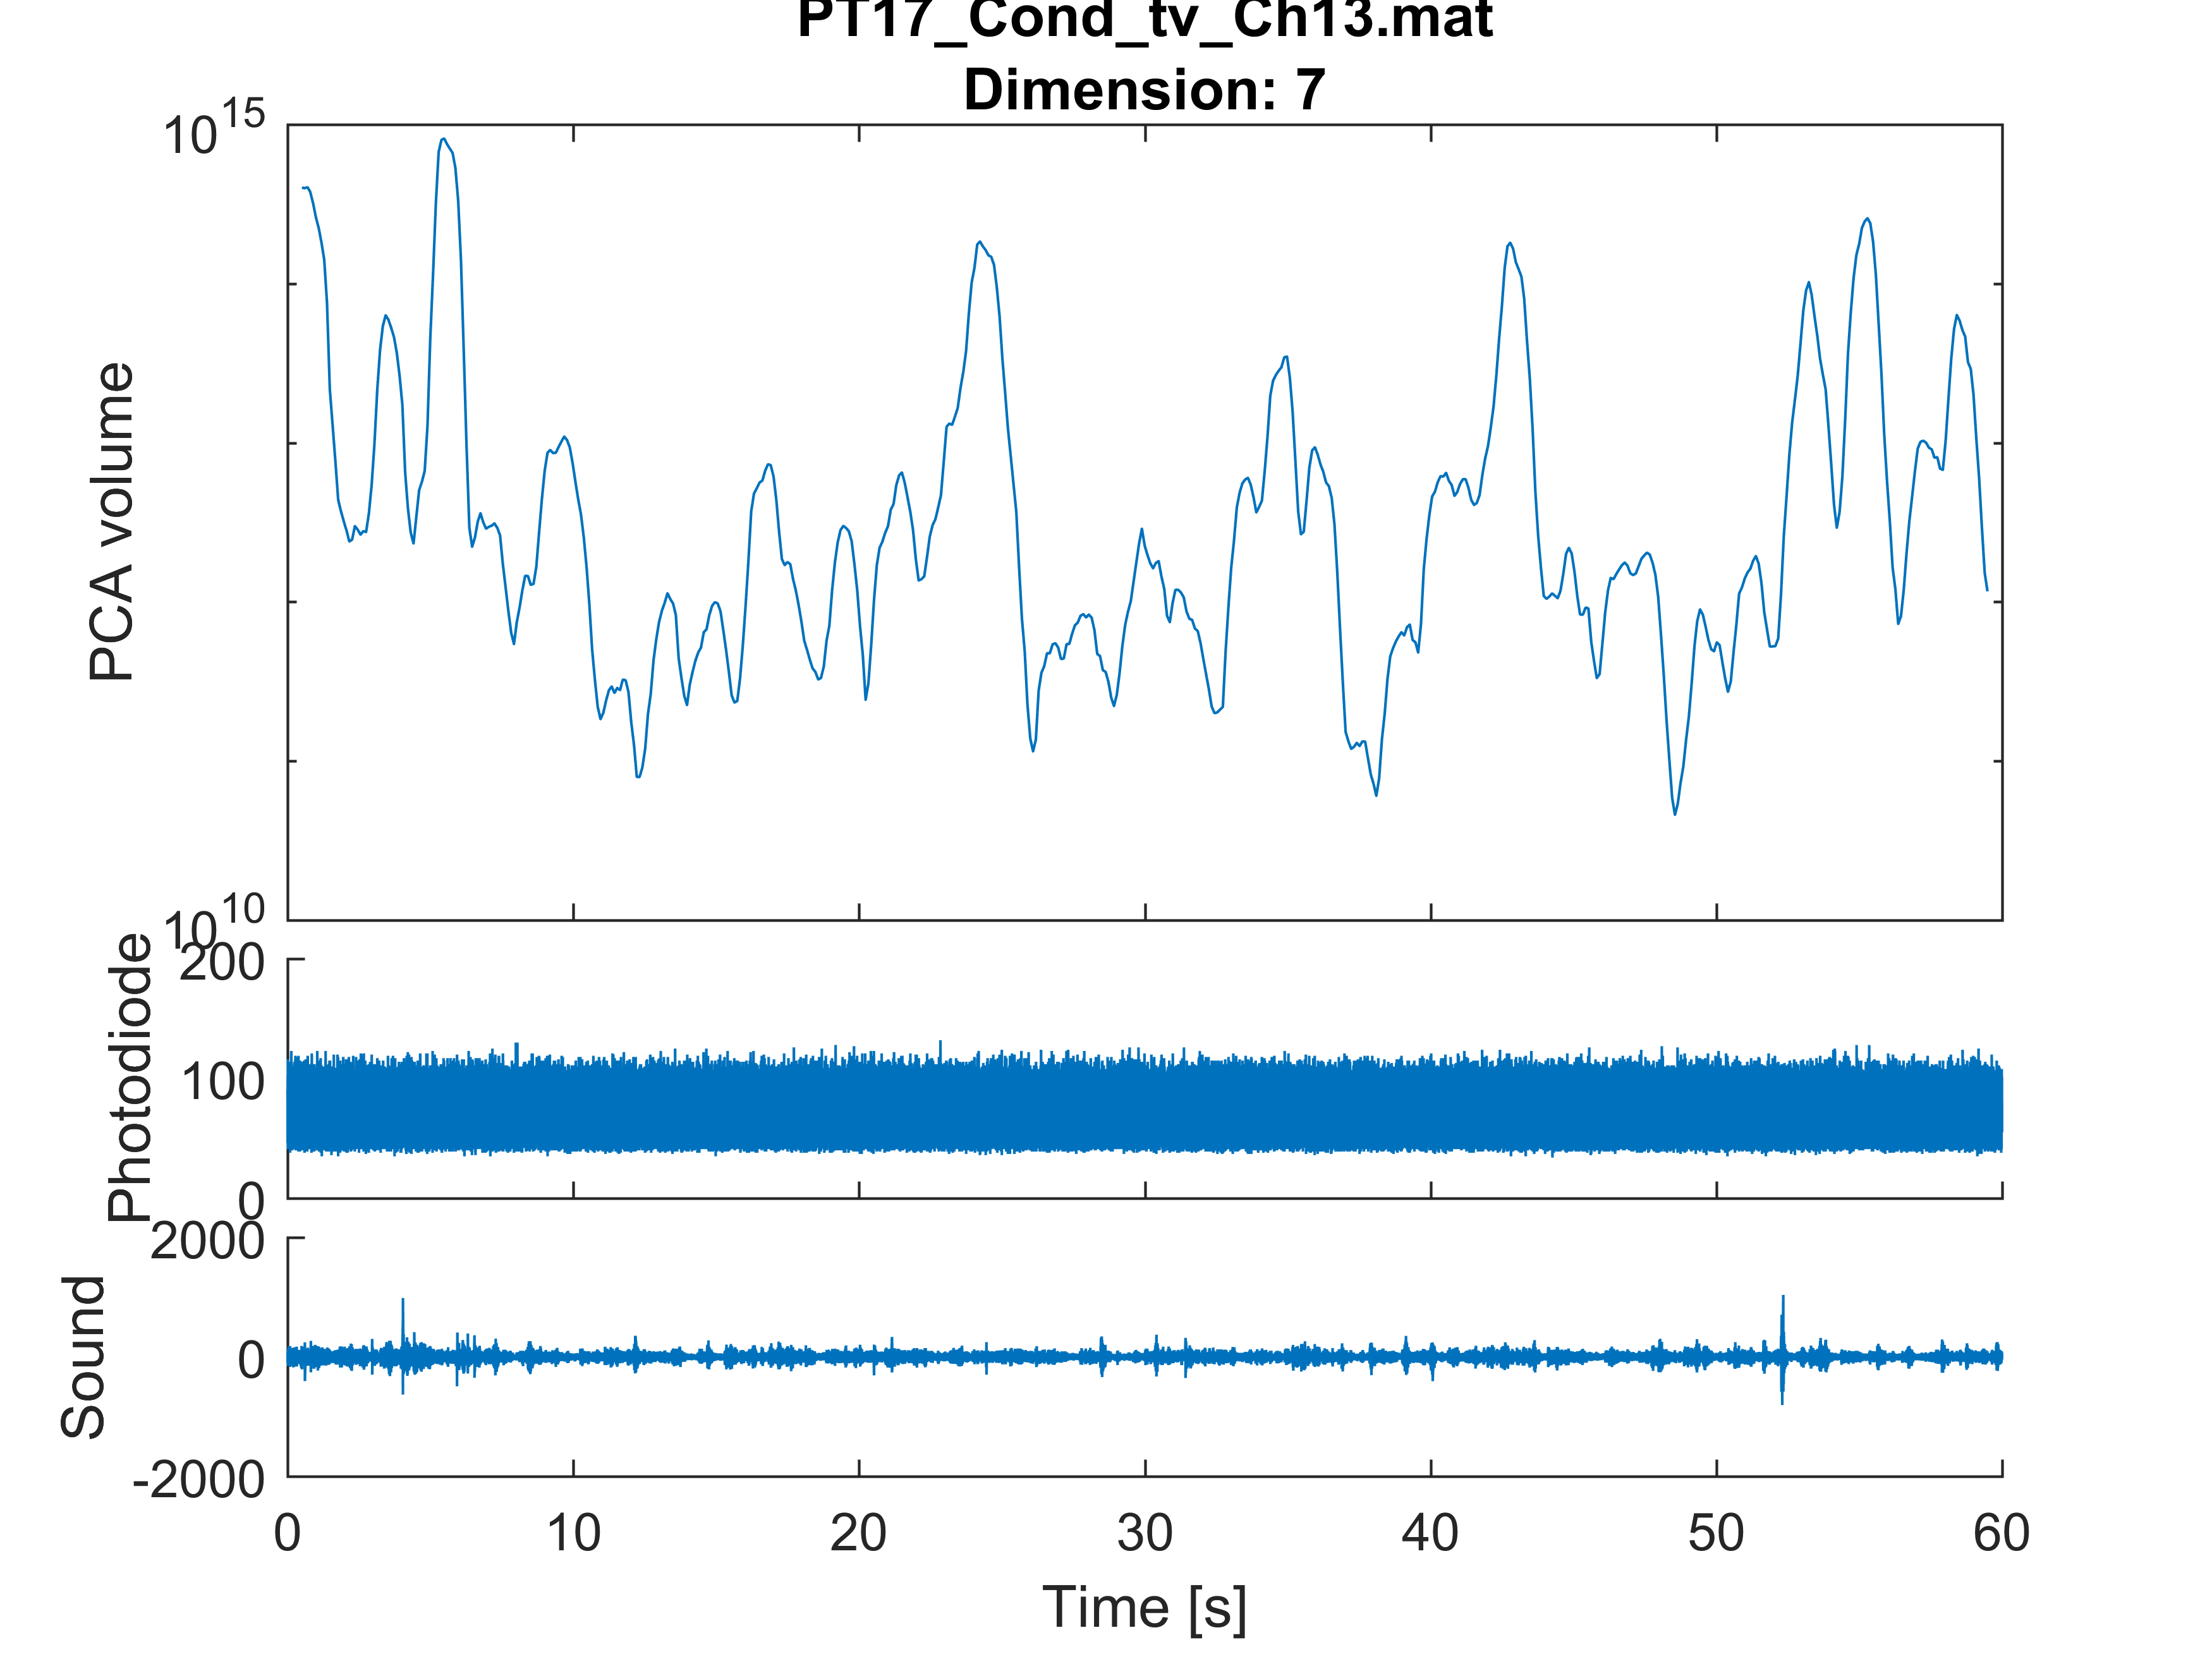 PT17_Cond_tv_Ch13.mat
Dimension: 7
10^15
PCA volume
10^10
200
Photodiode
100
0
2000
Sound
0
-2000
0 10 20 30 40 50 60
Time [s]